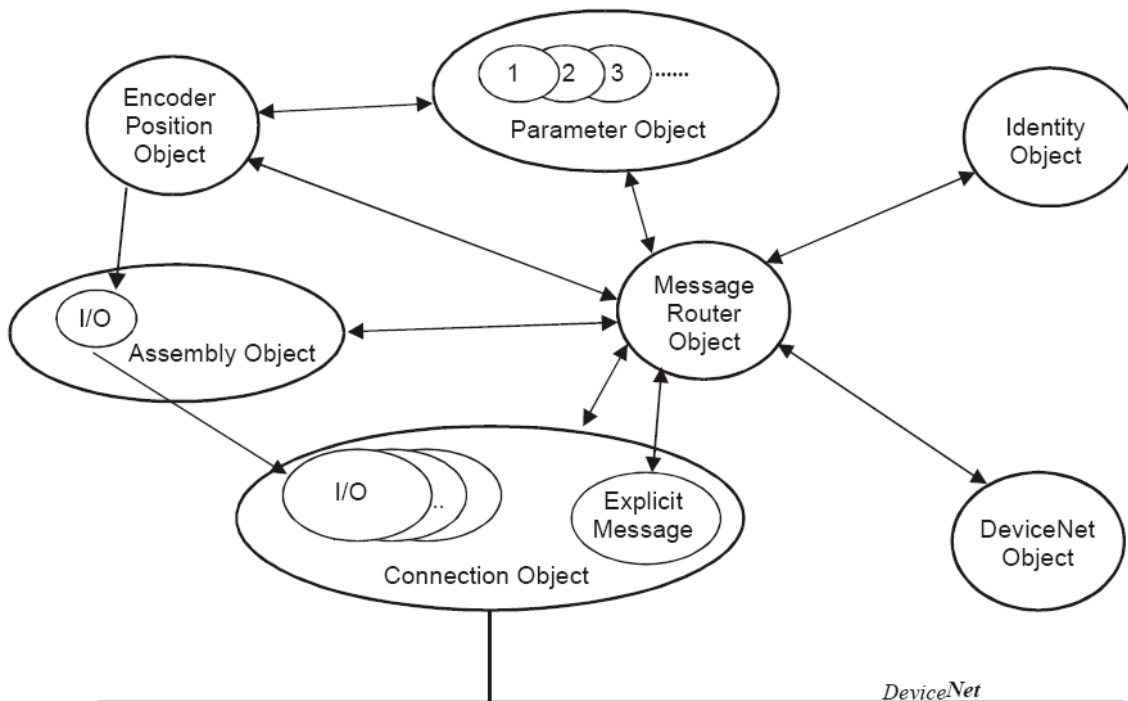 1 2 3 ......
Parameter Object
Encoder
Position
Object
Identity
Object
Message
Router
Object
I/O
Assembly Object
I/O
..
Explicit
Message
Connection Object
DeviceNet
Object
DeviceNet